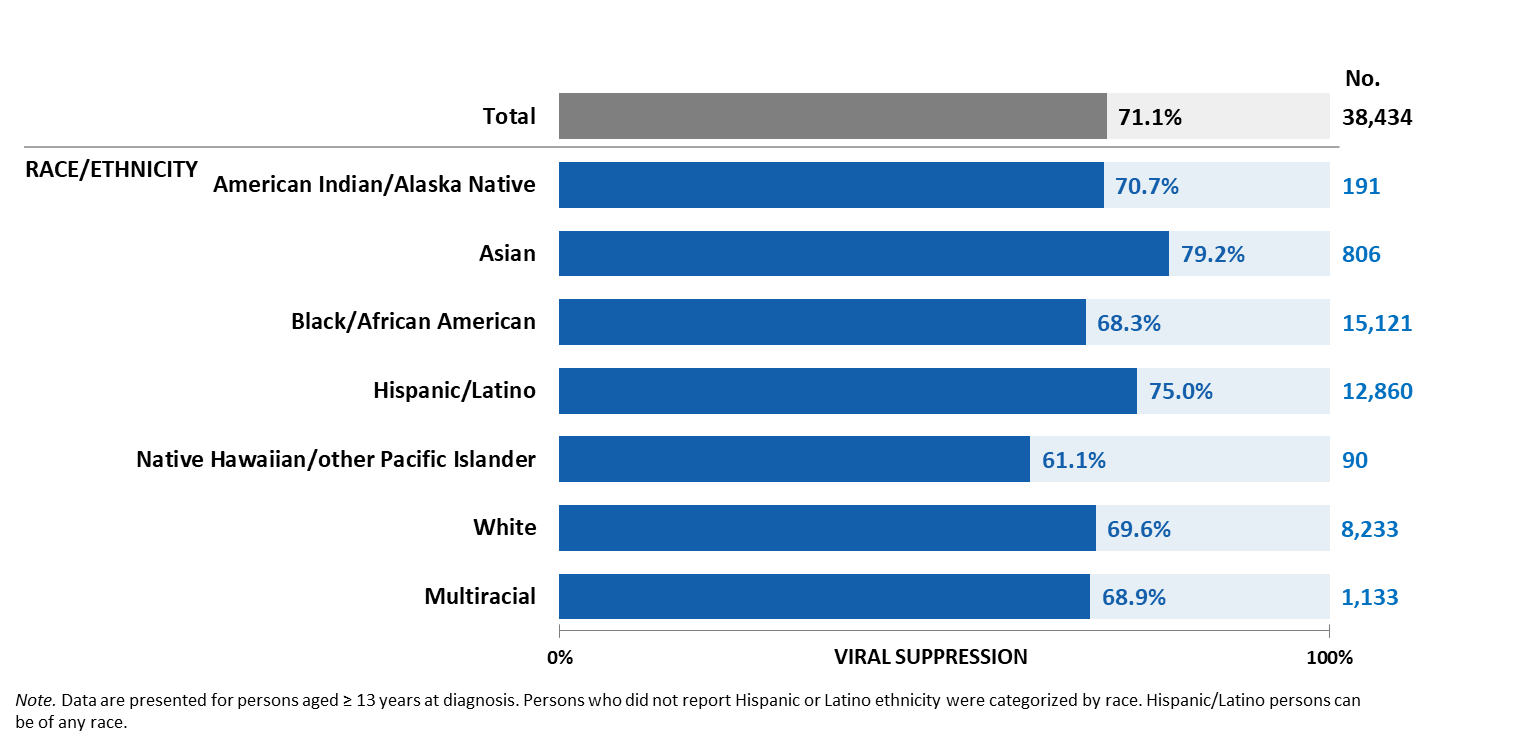 No.
Total 71.1% 38,434
RACE/ETHNICITY
American Indian/Alaska Native 70.7% 191
Asian 79.2% 806
Black/African American 68.3% 15,121
Hispanic/Latino 75.0% 12,860
Native Hawaiian/other Pacific Islander 61.1% 90
White 69.6% 8,233
Multiracial 68.9% 1,133
0% VIRAL SUPPRESSION 100%
Note. Data are presented for persons aged ≥ 13 years at diagnosis. Persons who did not report Hispanic or Latino ethnicity were categorized by race. Hispanic/Latino persons can
be of any race.